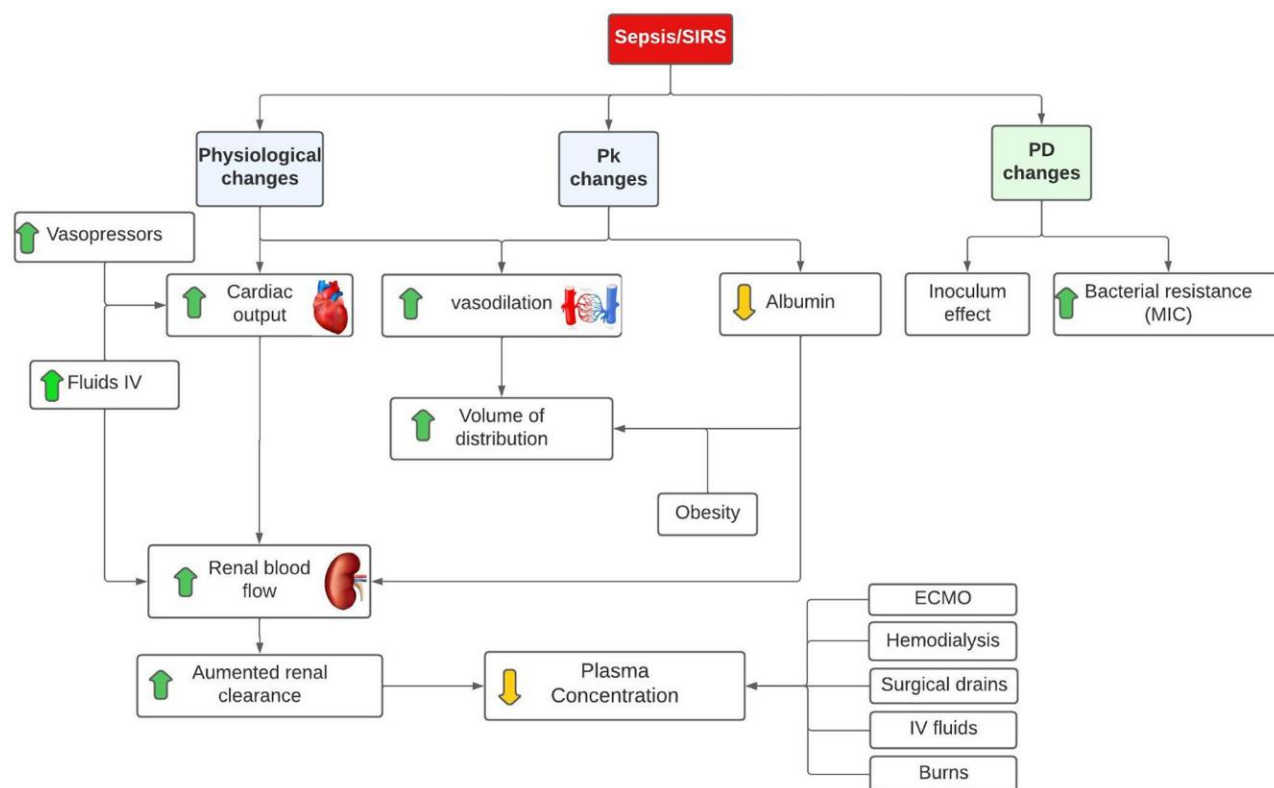 Sepsis/SIRS
Physiological
changes
Pk
changes
PD
changes
Vasopressors
Cardiac
output
vasodilation
Albumin
Inoculum
effect
Bacterial resistance
(MIC)
Fluids IV
Volume of
distribution
Obesity
Renal blood
flow
ECMO
Hemodialysis
Aumented renal
clearance
Plasma
Concentration
Surgical drains
IV fluids
Burns